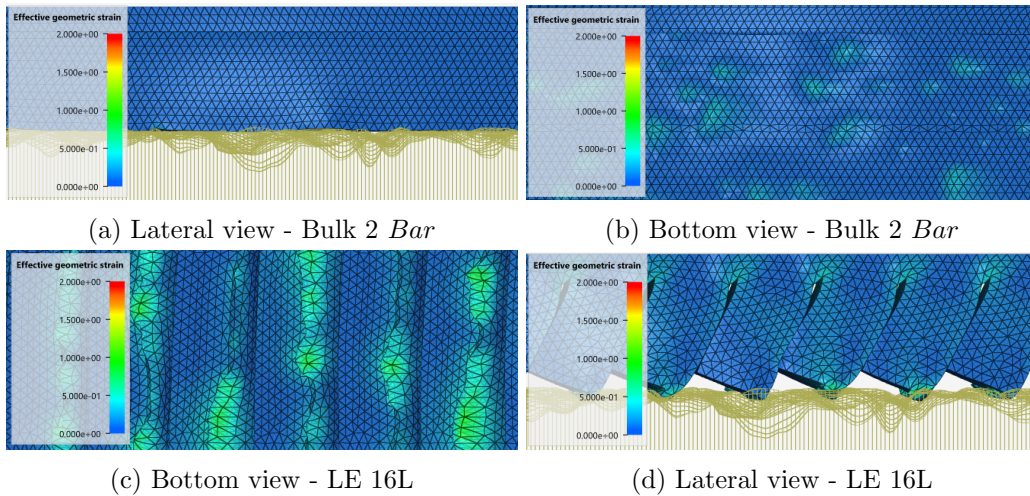 Effective geometric strain
2.000e+00
1.500e+00
1.000e+00
5.000e-01
0.000e+00
Effective geometric strain
2.000e+00
1.500e+00
1.000e+00
5.000e-01
0.000e+00
(a) Lateral view - Bulk 2 Bar
(b) Bottom view - Bulk 2 Bar
Effective geometric strain
2.000e+00
1.500e+00
1.000e+00
5.000e-01
0.000e+00
Effective geometric strain
2.000e+00
1.500e+00
1.000e+00
5.000e-01
0.000e+00
(c) Bottom view - LE 16L
(d) Lateral view - LE 16L